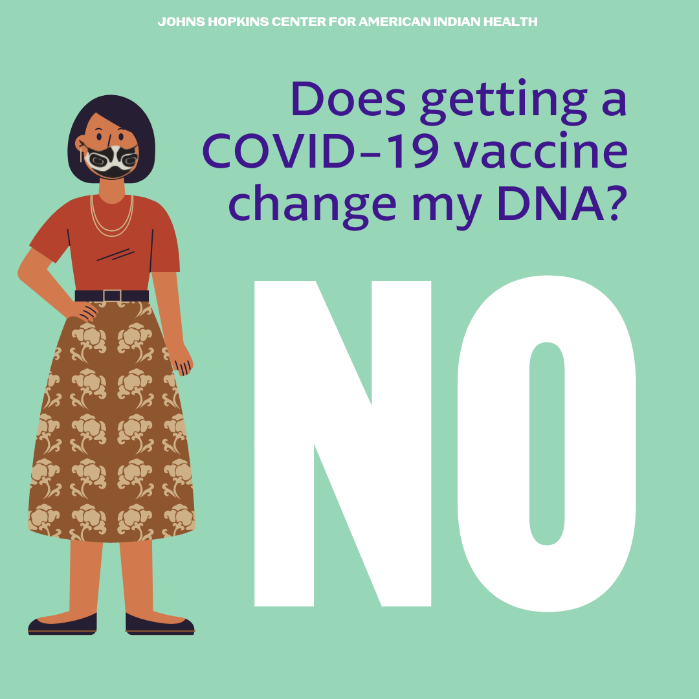 JOHNS HOPKINS CENTER FOR AMERICAN INDIAN HEALTH
Does getting a
COVID-19 vaccine
change my DNA?
NO